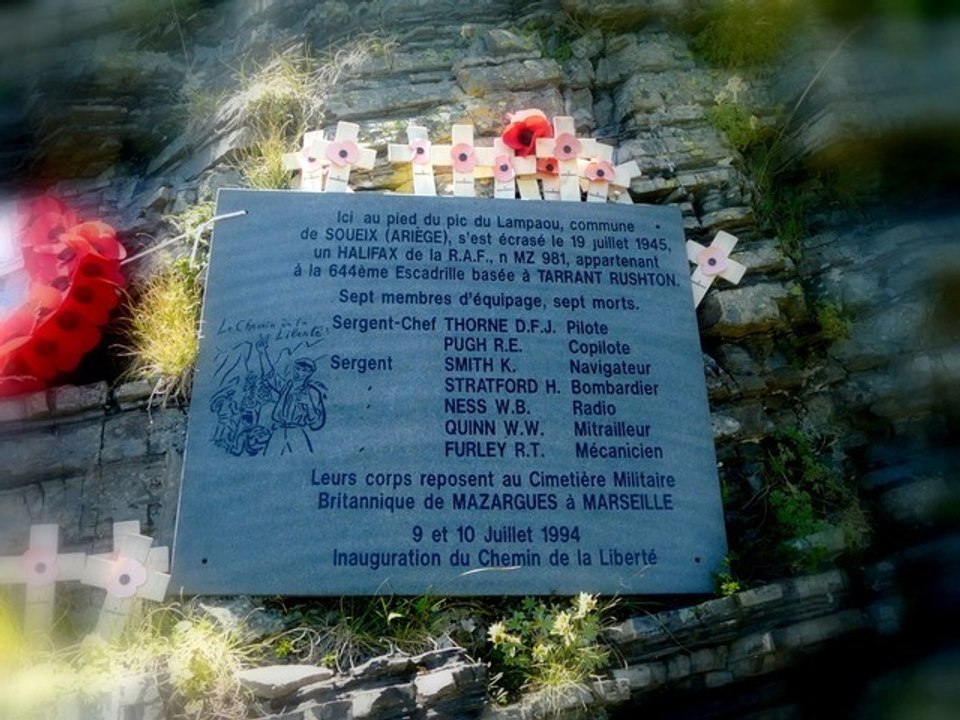 Ici au pied du pic du Lampaou, commune
de SOUEIX (ARIÈGE), s'est écrasé le 19 juillet 1945,
un HALIFAX de la R.A.F., n MZ 981, appartenant
à la 644ème Escadrille basée à TARRANT RUSHTON.
Sept membres d'équipage, sept morts.
Le Chemin de la
Liberté
Sergent-Chef THORNE D.F.J. Pilote
PUGH R.E. Copilote
Sergent SMITH K. Navigateur
STRATFORD H. Bombardier
NESS W.B. Radio
QUINN W.W. Mitrailleur
FURLEY R.T. Mécanicien
Leurs corps reposent au Cimetière Militaire
Britannique de MAZARGUES à MARSEILLE
9 et 10 Juillet 1994
Inauguration du Chemin de la Liberté